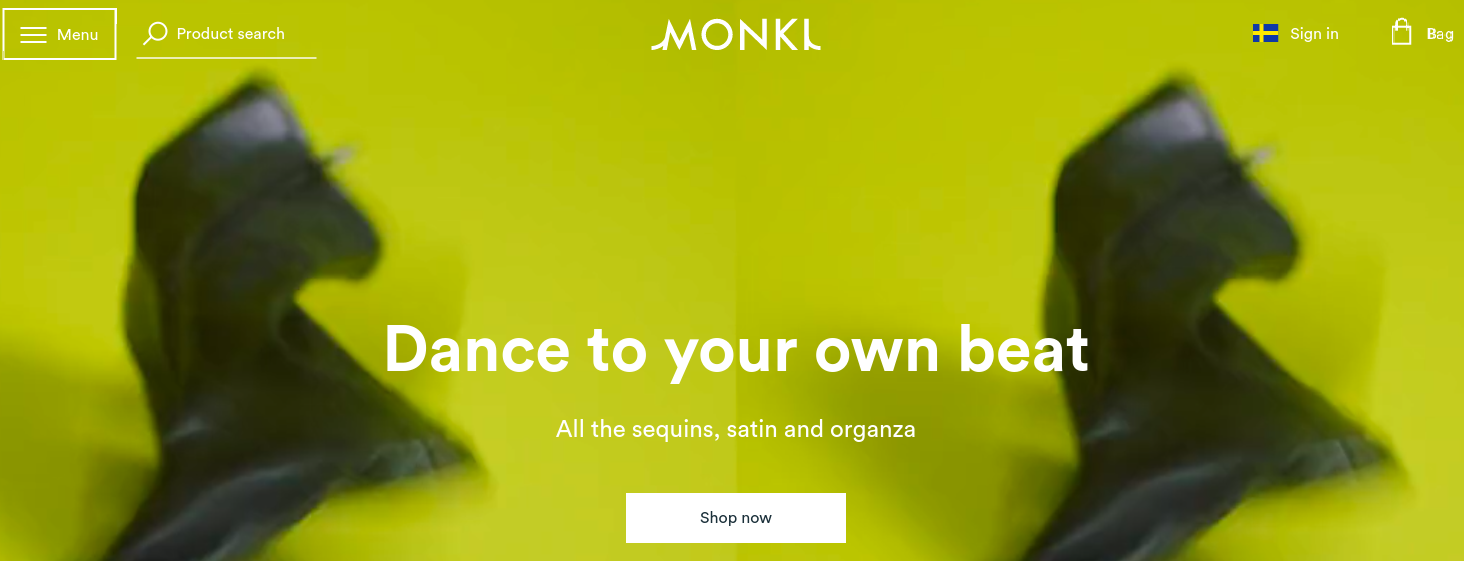 Menu
Product search
MONKI
Sign in
Bag
Dance to your own beat
All the sequins, satin and organza
Shop now